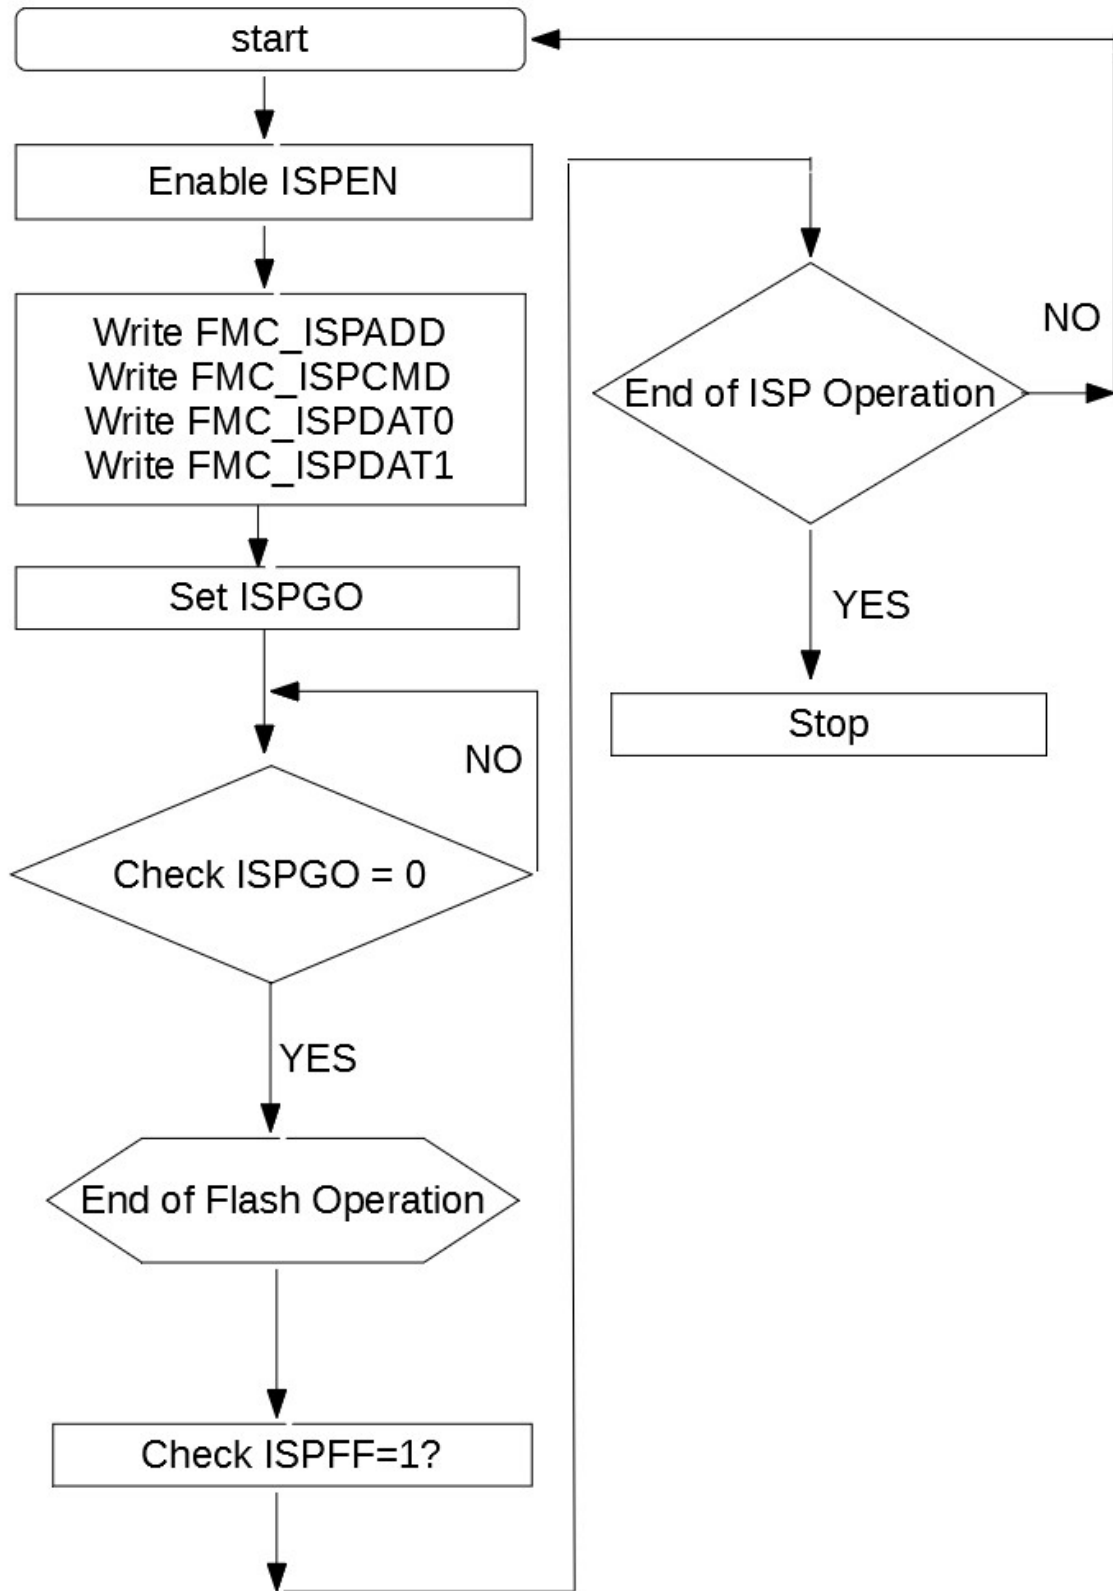 start
Enable ISPEN
Write FMC_ISPADD
Write FMC_ISPCMD
Write FMC_ISPDAT0
Write FMC_ISPDAT1
Set ISPGO
NO
Check ISPGO = 0
YES
End of Flash Operation
Check ISPFF=1?
NO
End of ISP Operation
YES
Stop